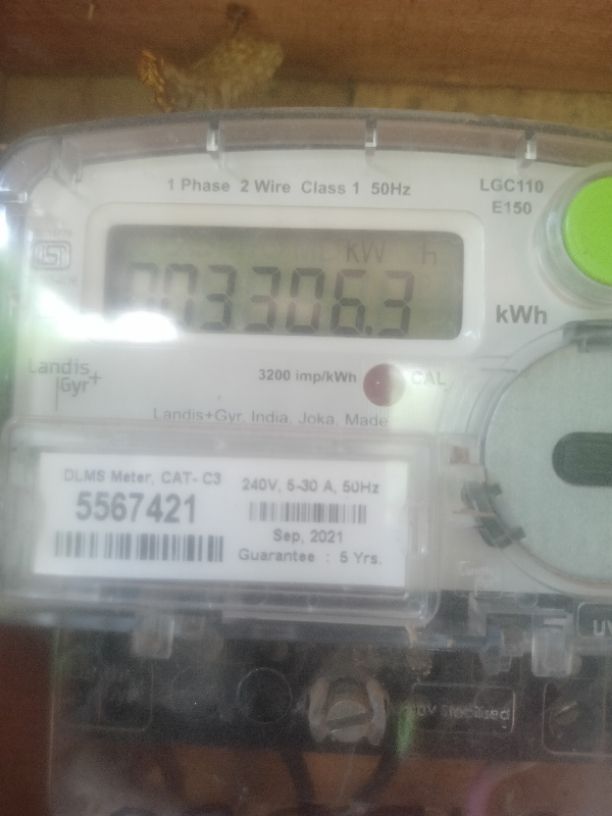 1 Phase 2 Wire Class 1 50Hz
LGC110
E150
kW h
003306.3
kWh
Landis
Gyr+
3200 imp/kWh
CAL
Landis+Gyr, India, Joka, Made
DLMS Meter, CAT- C3
5567421
240V, 5-30 A, 50Hz
Sep, 2021
Guarantee : 5 Yrs.